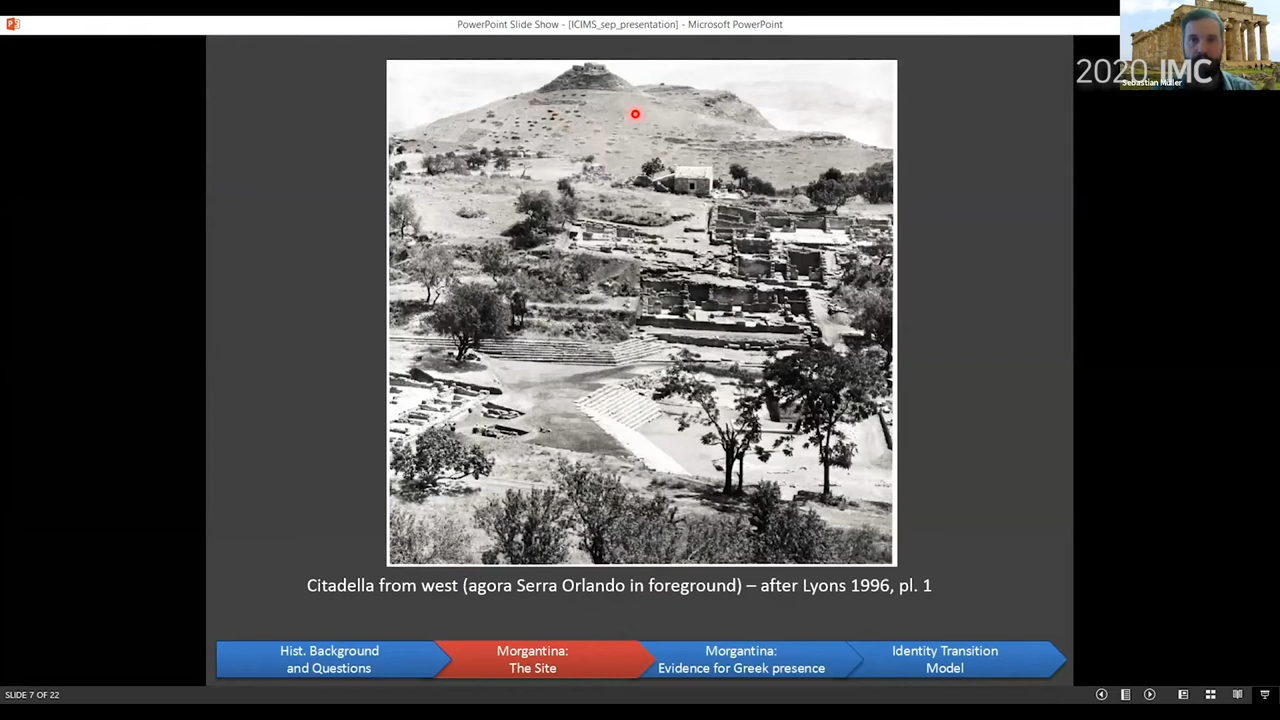 PowerPoint Slide Show - [ICIMS_sep_presentation] - Microsoft PowerPoint
2020 IMC
Sebastian Müller
Citadella from west (agora Serra Orlando in foreground) – after Lyons 1996, pl. 1
Hist. Background
and Questions
Morgantina:
The Site
Morgantina:
Evidence for Greek presence
Identity Transition
Model
SLIDE 7 OF 22